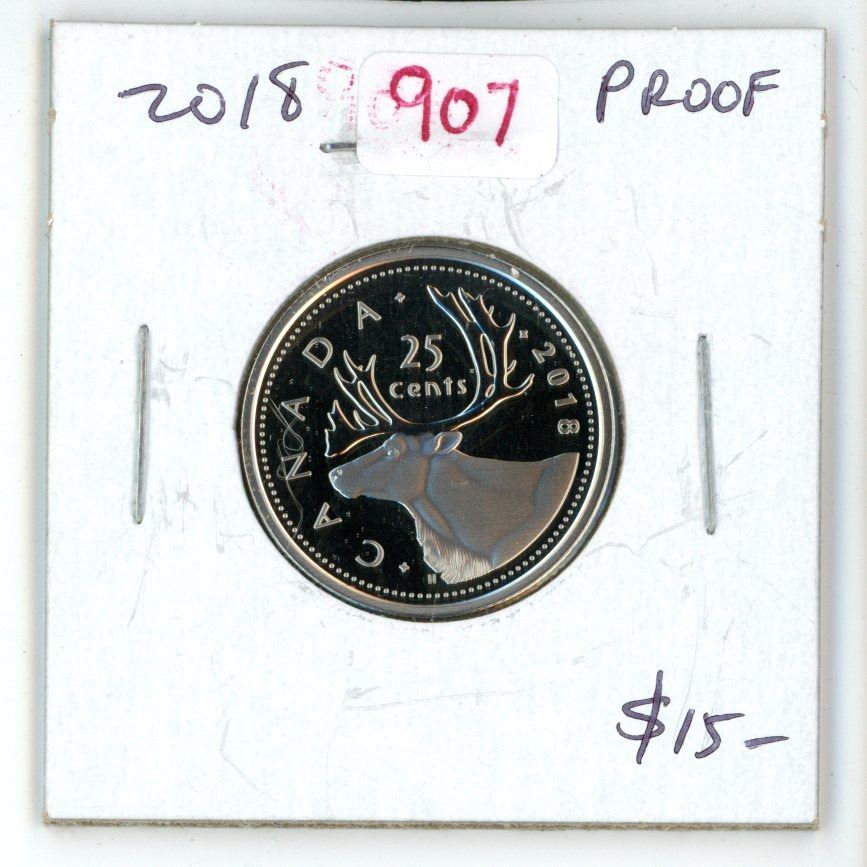 2018 907 PROOF
CANADA
25
cents
2018
H
$15-